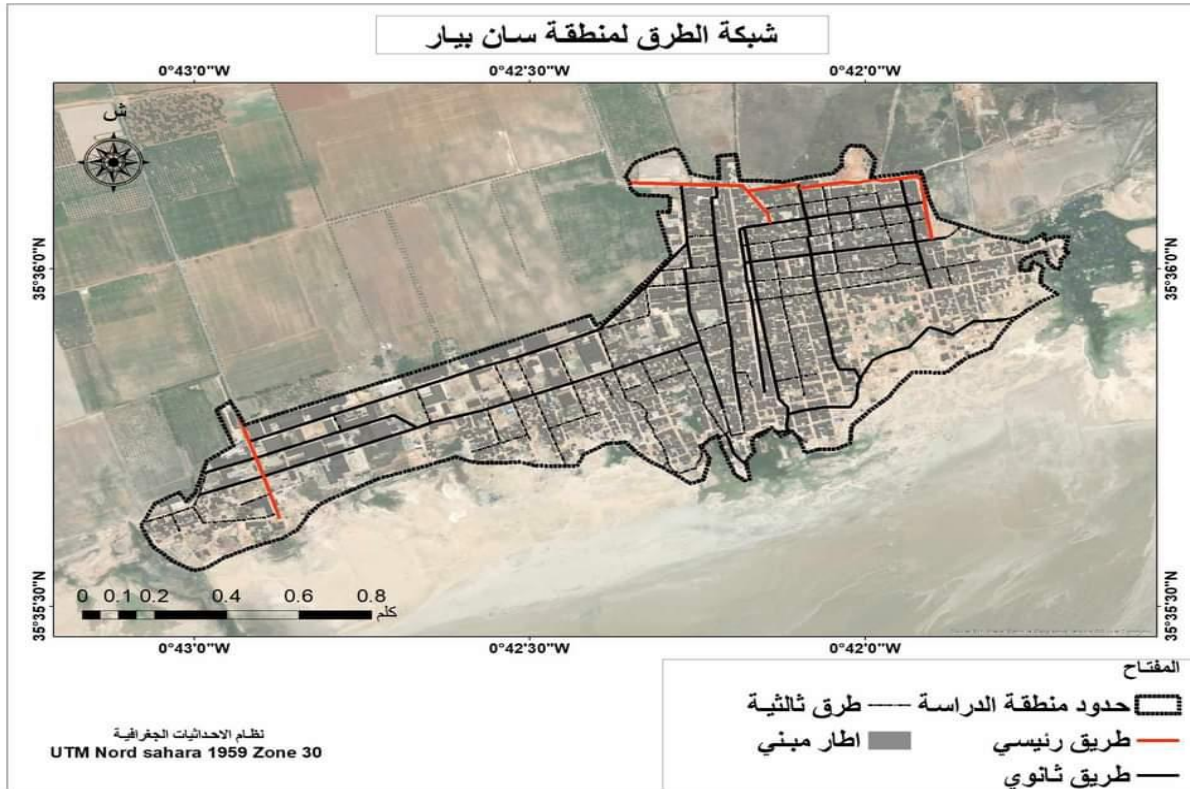 شبكة الطرق لمنطقة سان بيار
0°43'0"W 0°42'30"W 0°42'0"W
ش
35°36'0"N 35°36'0"N
35°35'30"N 35°35'30"N
0 0.1 0.2 0.4 0.6 0.8
كلم
0°43'0"W 0°42'30"W 0°42'0"W
المفتاح
حدود منطقة الدراسة طرق ثالثية
طريق رئيسي اطار مبني
طريق ثانوي
نظام الاحداثيات الجغرافية
UTM Nord sahara 1959 Zone 30